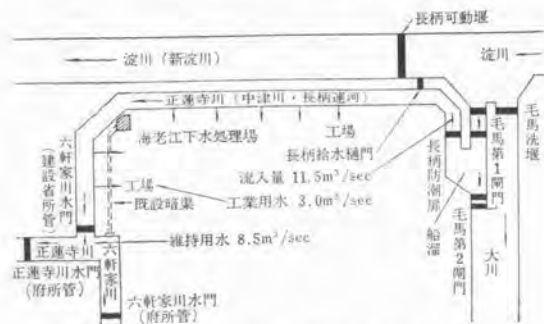 長柄可動堰
淀川(新淀川)
淀川
正蓮寺川(中津川・長柄運河)
海老江下水処理場
工場
長柄給水樋門
流入量 11.5m³/sec
工場
工業用水 3.0m³/sec
既設暗渠
維持用水 8.5m³/sec
六軒家川水門
(建設省所管)
正蓮寺川
正蓮寺川水門
(府所管)
六軒家川
六軒家川水門
(府所管)
長柄防潮扉
船溜
毛馬第2閘門
毛馬第1閘門
大川
毛馬洗堰